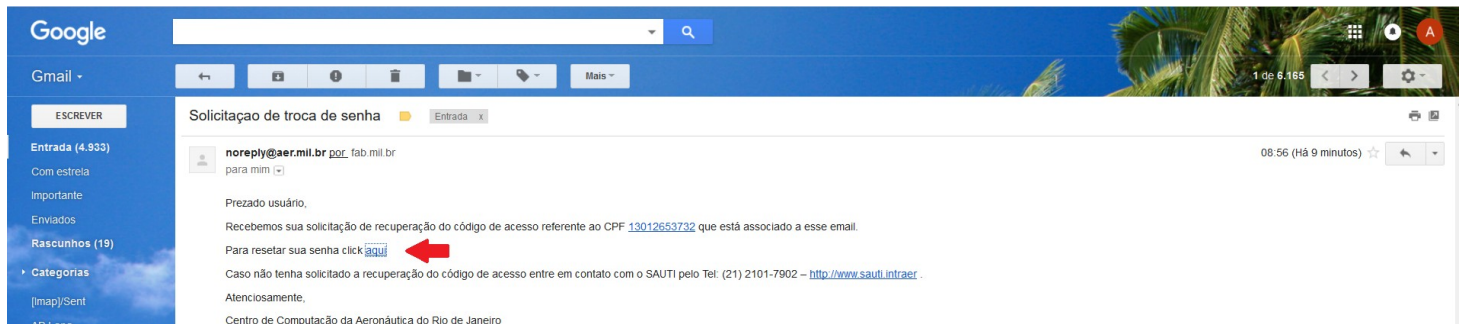 Google
A
Gmail
Mais
1 de 6.165
ESCREVER
Solicitaçao de troca de senha
Entrada x
Entrada (4.933)
noreply@aer.mil.br por fab.mil.br
08:56 (Há 9 minutos)
Com estrela
para mim
Importante
Prezado usuário,
Enviados
Recebemos sua solicitação de recuperação do código de acesso referente ao CPF 13012653732 que está associado a esse email.
Rascunhos (19)
Para resetar sua senha click aqui
Categorias
Caso não tenha solicitado a recuperação do código de acesso entre em contato com o SAUTI pelo Tel: (21) 2101-7902 – http://www.sauti.intraer .
[Imap]/Sent
Atenciosamente,
Centro de Computação da Aeronáutica do Rio de Janeiro